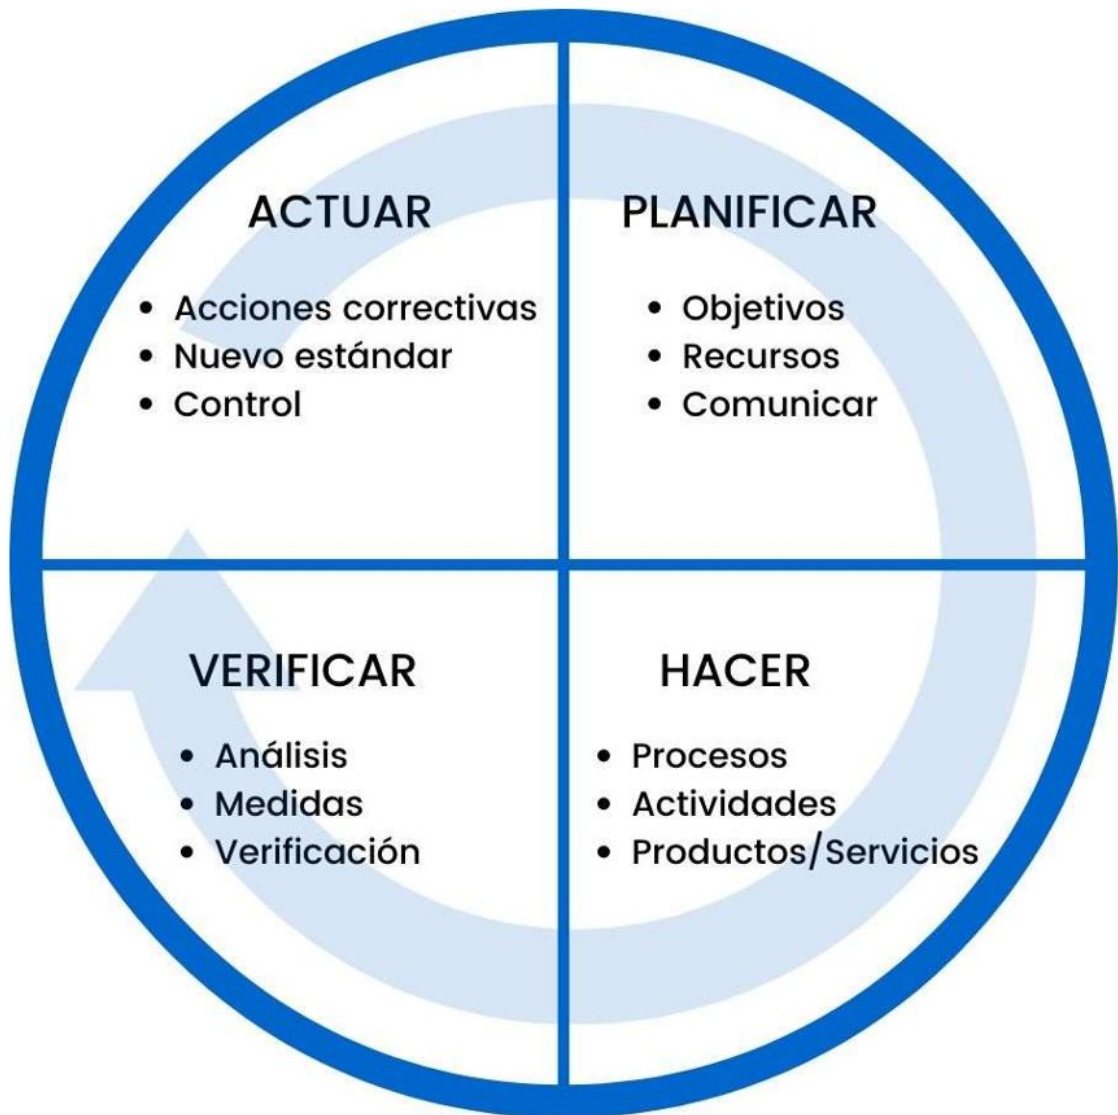 ACTUAR
• Acciones correctivas
• Nuevo estándar
• Control
PLANIFICAR
• Objetivos
• Recursos
• Comunicar
VERIFICAR
• Análisis
• Medidas
• Verificación
HACER
• Procesos
• Actividades
• Productos/Servicios